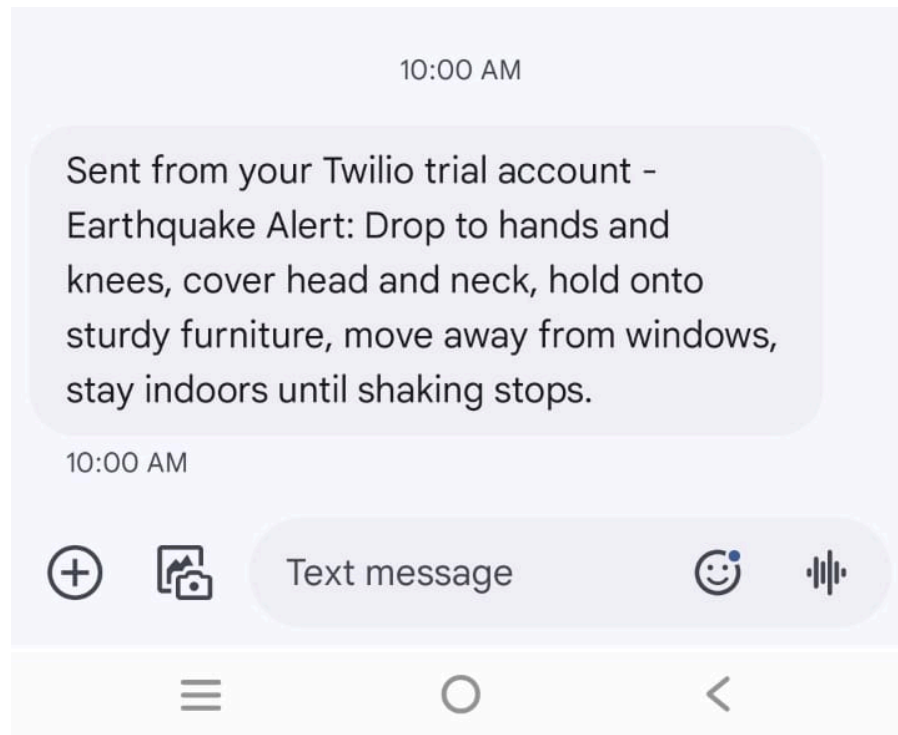 10:00 AM
Sent from your Twilio trial account -
Earthquake Alert: Drop to hands and
knees, cover head and neck, hold onto
sturdy furniture, move away from windows,
stay indoors until shaking stops.
10:00 AM
Text message